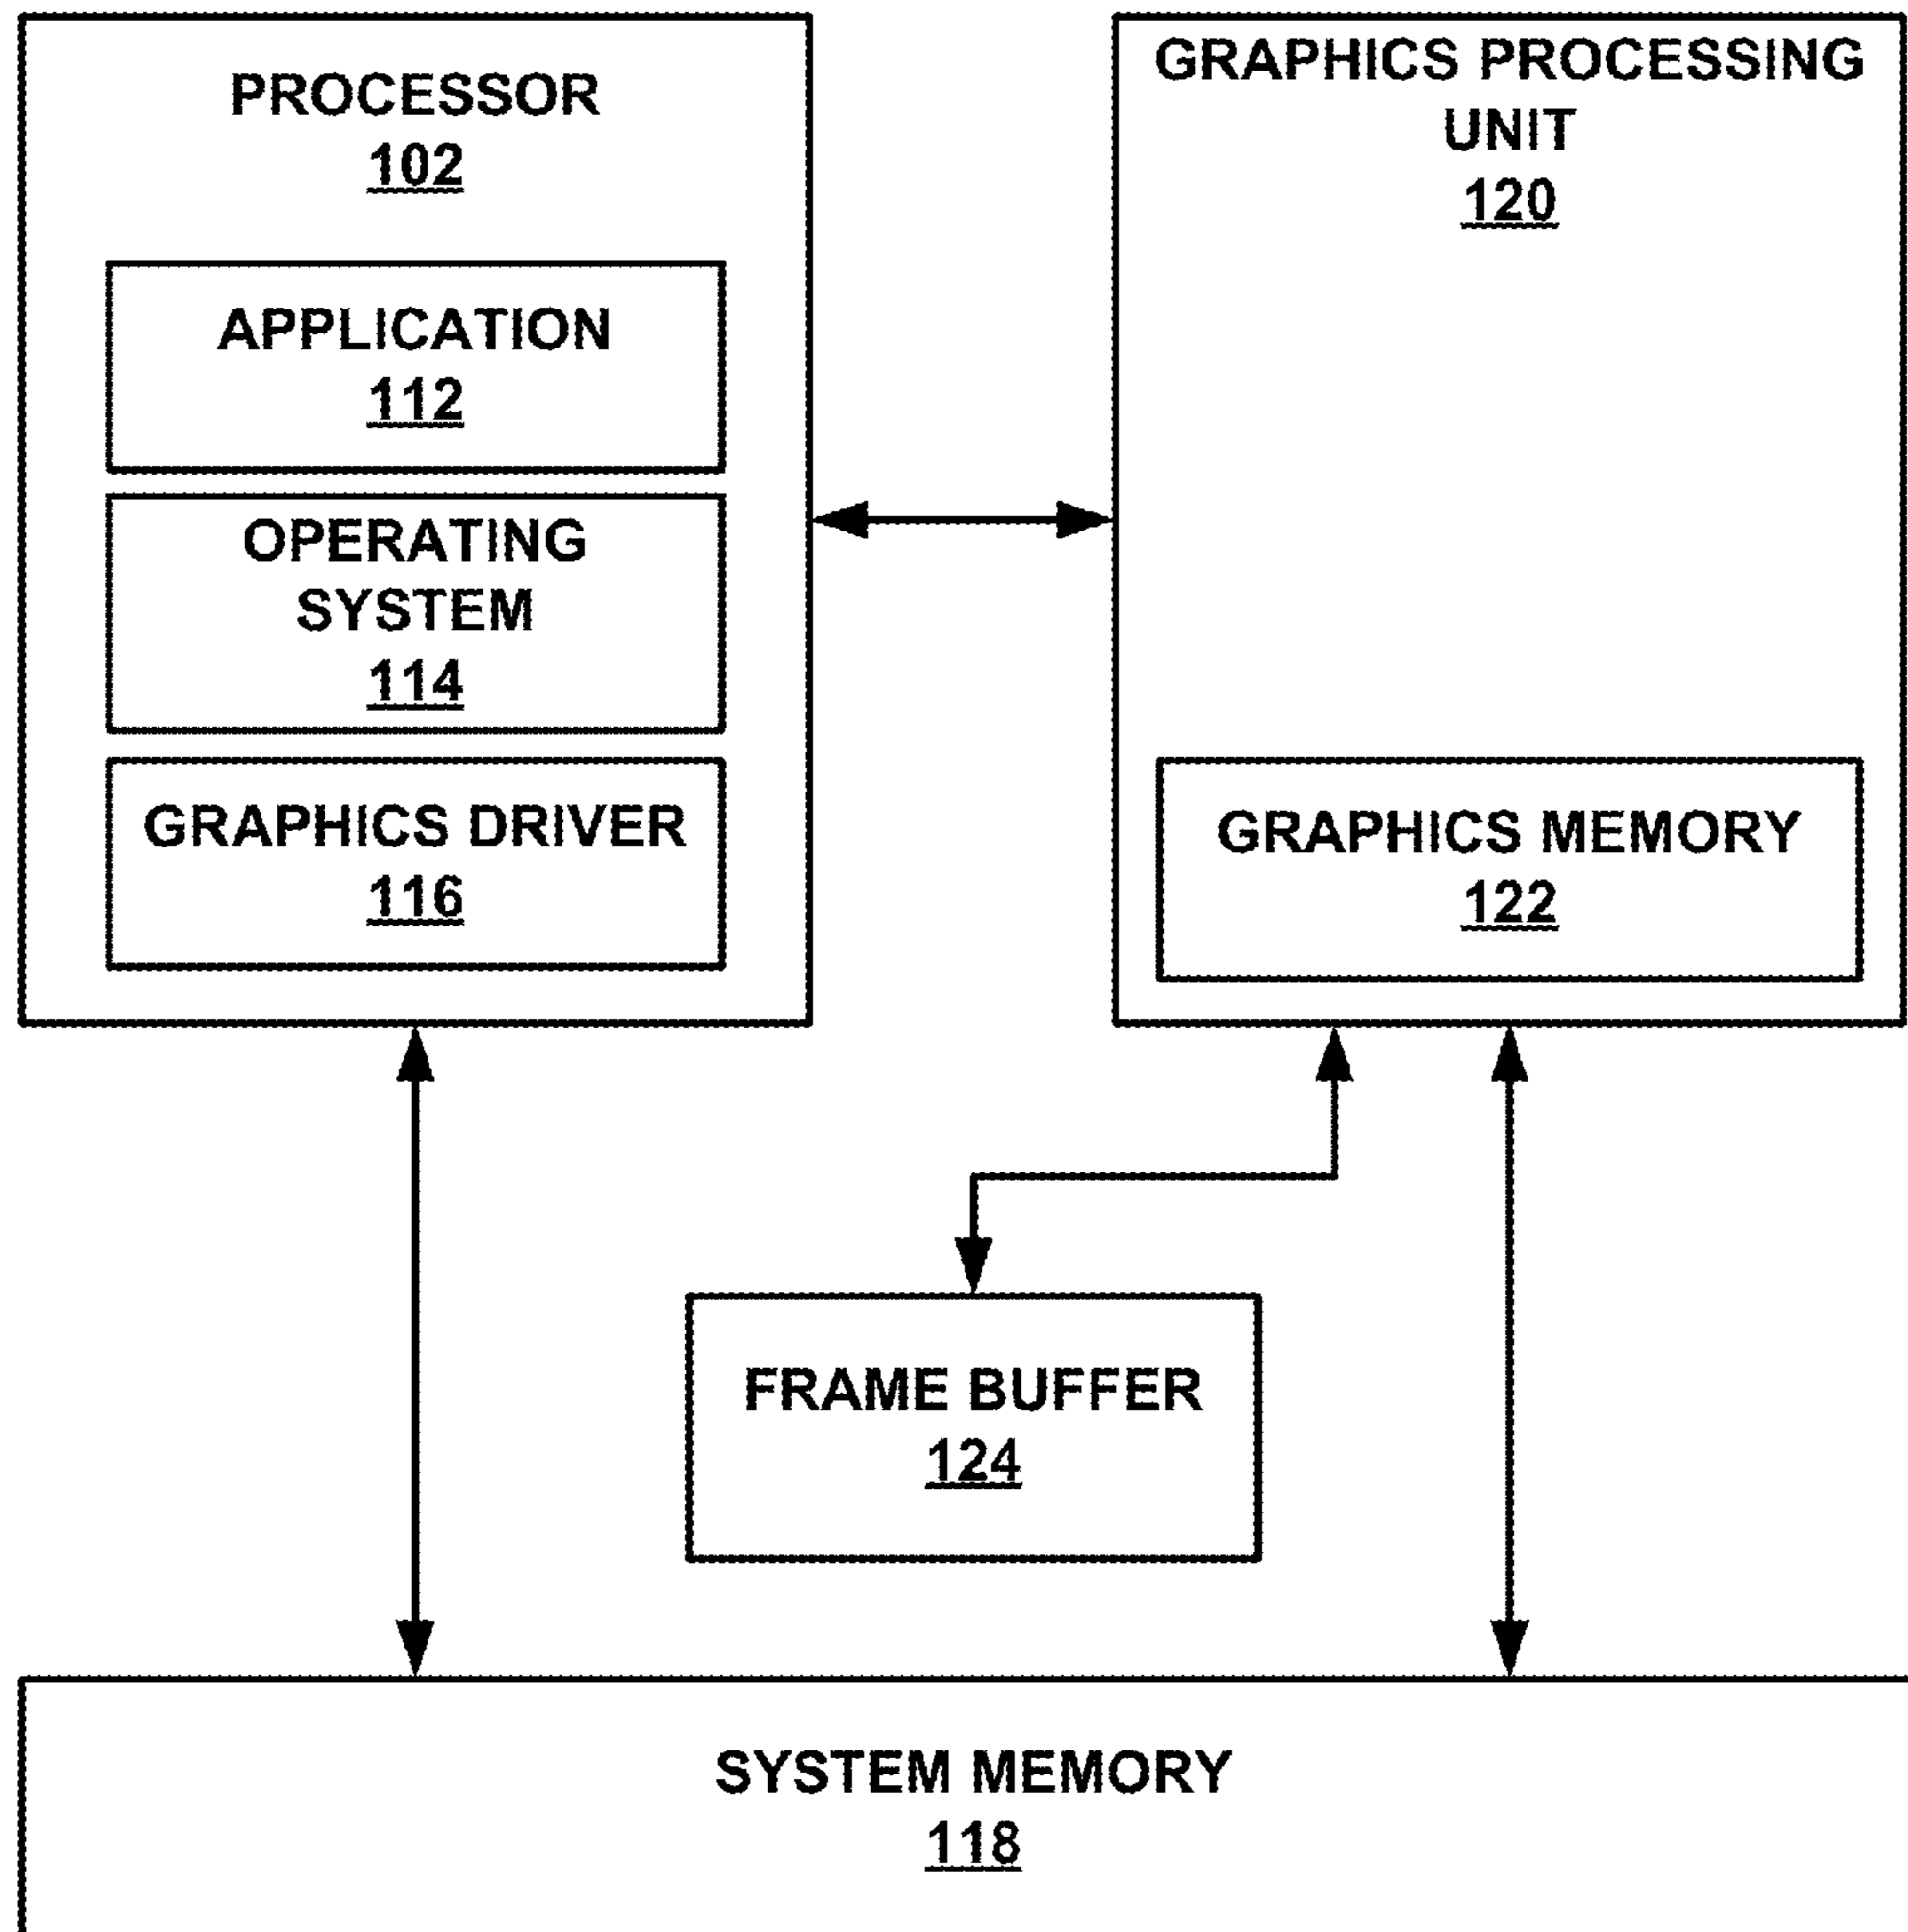 PROCESSOR
102
APPLICATION
112
OPERATING
SYSTEM
114
GRAPHICS DRIVER
116
GRAPHICS PROCESSING
UNIT
120
GRAPHICS MEMORY
122
FRAME BUFFER
124
SYSTEM MEMORY
118